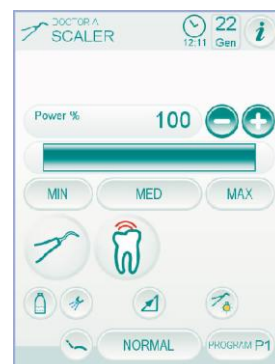 DOCTOR A
SCALER
12:11
22
Gen
i
Power %
100
MIN
MED
MAX
NORMAL
PROGRAM P1